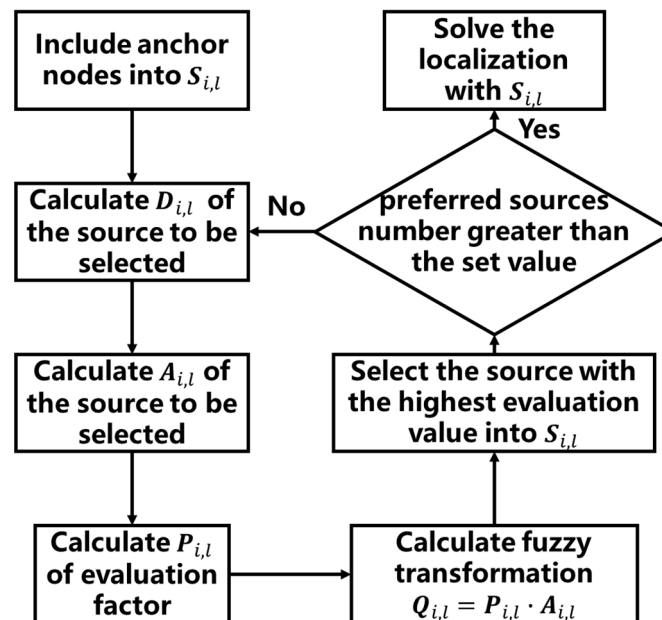 Include anchor
nodes into S_{i,l}
Calculate D_{i,l} of
the source to be
selected
Calculate A_{i,l} of
the source to be
selected
Calculate P_{i,l}
of evaluation
factor
Calculate fuzzy
transformation
Q_{i,l} = P_{i,l} · A_{i,l}
Select the source with
the highest evaluation
value into S_{i,l}
preferred sources
number greater than
the set value
No
Yes
Solve the
localization
with S_{i,l}